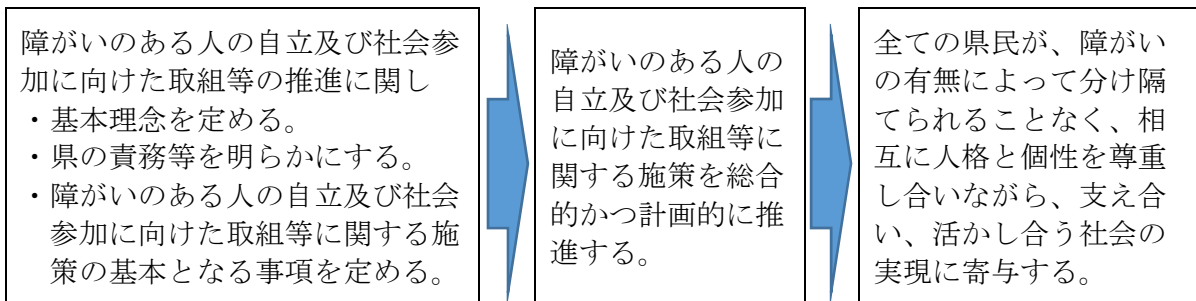 障がいのある人の自立及び社会参
加に向けた取組等の推進に関し
・基本理念を定める。
・県の責務等を明らかにする。
・障がいのある人の自立及び社会
参加に向けた取組等に関する施
策の基本となる事項を定める。
障がいのある人の
自立及び社会参加
に向けた取組等に
関する施策を総合
的かつ計画的に推
進する。
全ての県民が、障がい
の有無によって分け隔
てられることなく、相
互に人格と個性を尊重
し合いながら、支え合
い、活かし合う社会の
実現に寄与する。